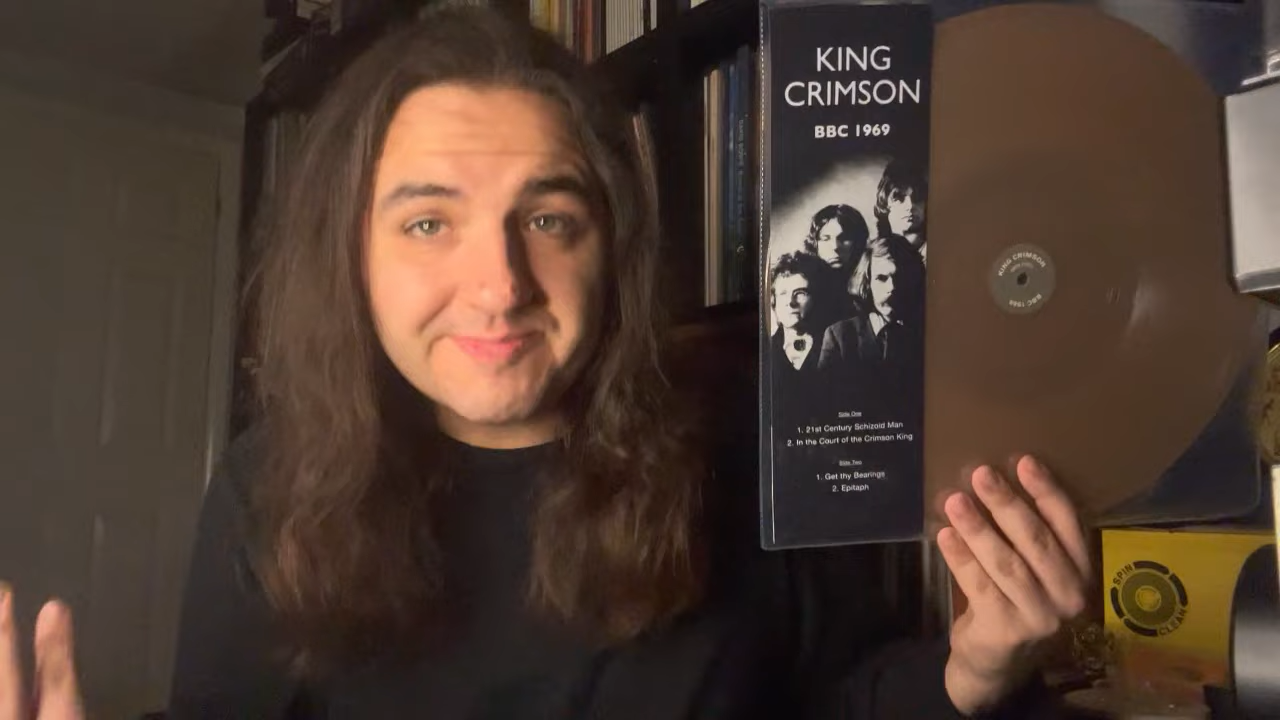 KING
CRIMSON
BBC 1969
Side One
1. 21st Century Schizoid Man
2. In the Court of the Crimson King
Side Two
1. Get thy Bearings
2. Epitaph
KING CRIMSON
BBC 1969
SPIN
CLEAN